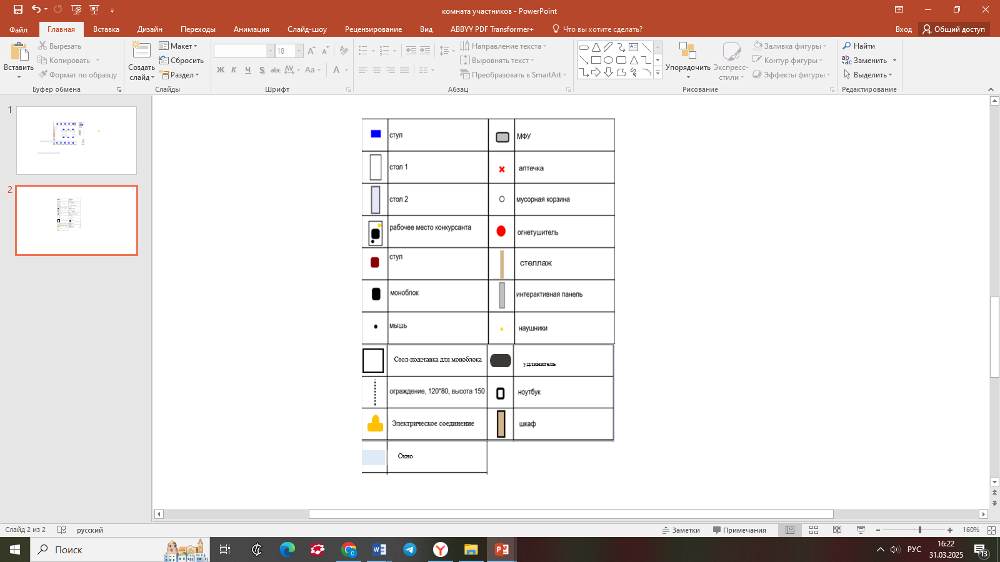 комната участников - PowerPoint
Файл
Главная
Вставка
Дизайн
Переходы
Анимация
Слайд-шоу
Рецензирование
Вид
ABBYY PDF Transformer+
Что вы хотите сделать?
Вход
Общий доступ
Вставить
Вырезать
Копировать
Формат по образцу
Буфер обмена
Создать слайд
Макет
Сбросить
Раздел
Слайды
18
Ж К Ч S abc AV Aa А
Шрифт
Направление текста
Выровнять текст
Преобразовать в SmartArt
Абзац
Упорядочить
Экспресс-стили
Заливка фигуры
Контур фигуры
Эффекты фигуры
Рисование
Найти
Заменить
Выделить
Редактирование
1
2
стул
МФУ
стол 1
аптечка
стол 2
мусорная корзина
рабочее место конкурсанта
огнетушитель
стул
стеллаж
моноблок
интерактивная панель
мышь
наушники
Стол-подставка для моноблока
удлинитель
ограждение, 120*80, высота 150
ноутбук
Электрическое соединение
шкаф
Окно
Слайд 2 из 2
русский
Заметки
Примечания
160%
Поиск
РУС
16:22
31.03.2025
13